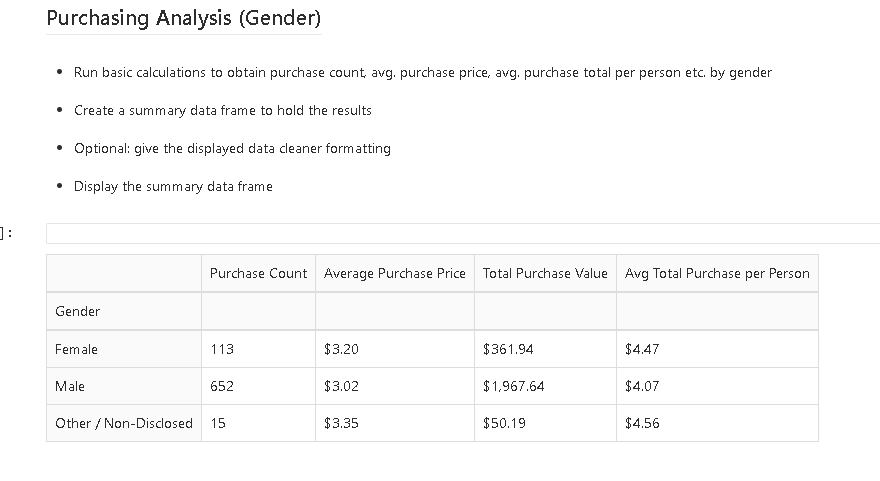 Purchasing Analysis (Gender)
• Run basic calculations to obtain purchase count, avg. purchase price, avg. purchase total per person etc. by gender
• Create a summary data frame to hold the results
• Optional: give the displayed data cleaner formatting
• Display the summary data frame
]:
Purchase Count Average Purchase Price Total Purchase Value Avg Total Purchase per Person
Gender
Female 113 $3.20 $361.94 $4.47
Male 652 $3.02 $1,967.64 $4.07
Other / Non-Disclosed 15 $3.35 $50.19 $4.56